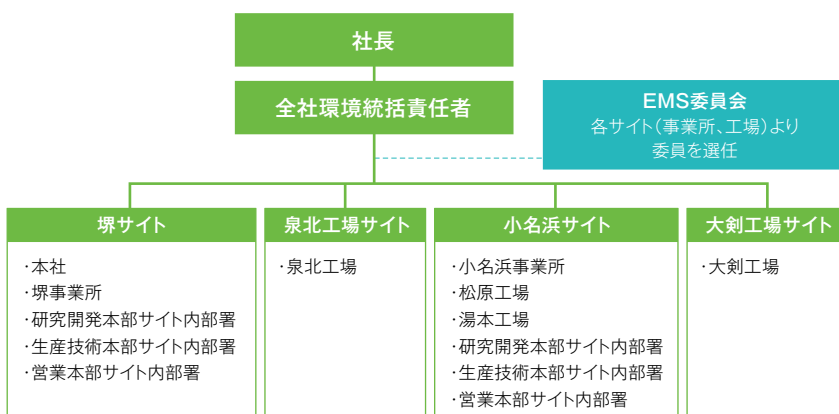 社長
全社環境統括責任者
EMS委員会
各サイト(事業所、工場)より
委員を選任
堺サイト
・本社
・堺事業所
・研究開発本部サイト内部署
・生産技術本部サイト内部署
・営業本部サイト内部署
泉北工場サイト
・泉北工場
小名浜サイト
・小名浜事業所
・松原工場
・湯本工場
・研究開発本部サイト内部署
・生産技術本部サイト内部署
・営業本部サイト内部署
大剣工場サイト
・大剣工場